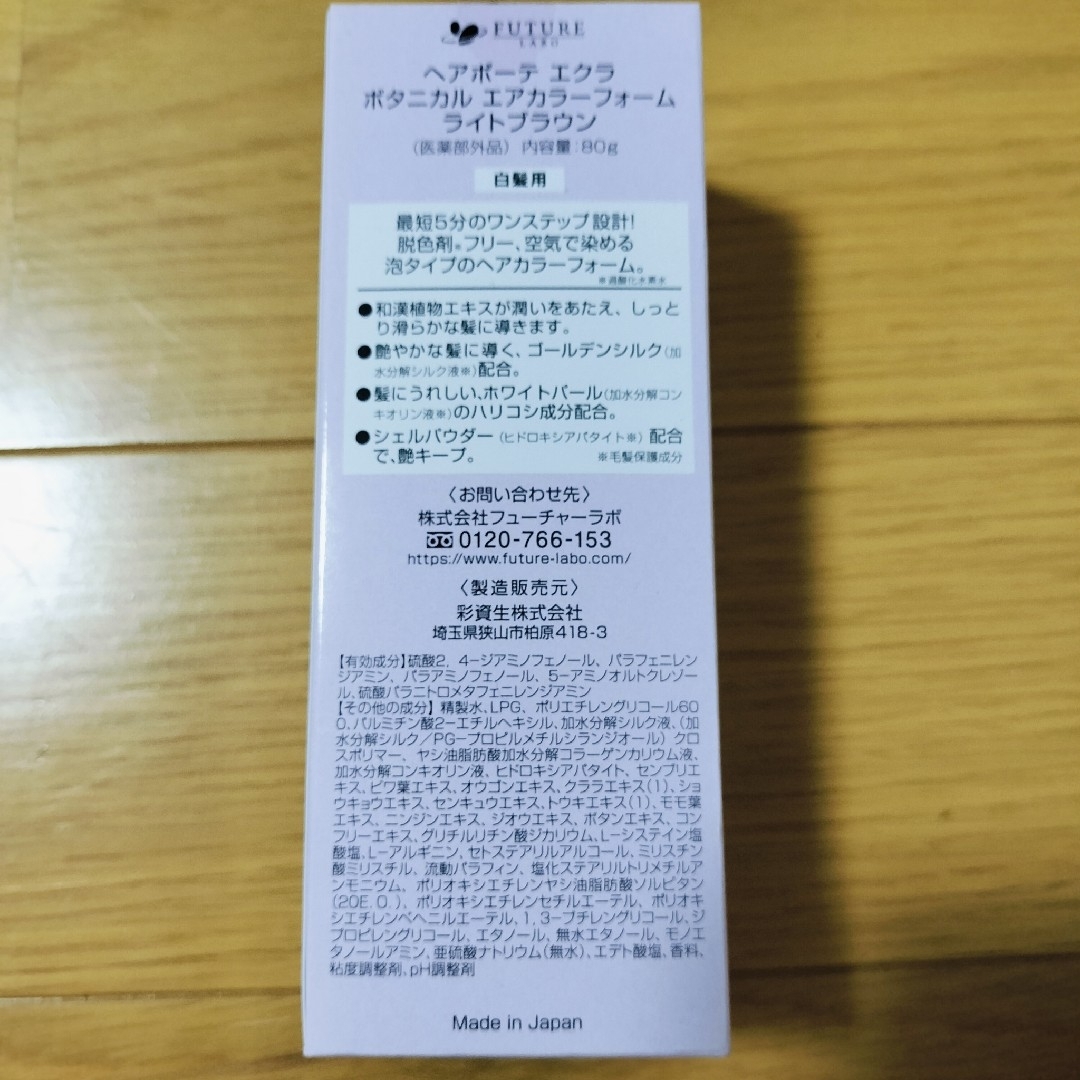 FUTURE
LABO
ヘアボーテ エクラ
ボタニカル エアカラーフォーム
ライトブラウン
(医薬部外品) 内容量:80g
白髪用
最短5分のワンステップ設計!
脱色剤※フリー、空気で染める
泡タイプのヘアカラーフォーム。
※過酸化水素水
●和漢植物エキスが潤いをあたえ、しっと
り滑らかな髪に導きます。
●艶やかな髪に導く、ゴールデンシルク(加
水分解シルク液※)配合。
●髪にうれしい、ホワイトパール(加水分解コン
キオリン液※)のハリコシ成分配合。
●シェルパウダー(ヒドロキシアパタイト※)配合
で、艶キープ。 ※毛髪保護成分
〈お問い合わせ先〉
株式会社フューチャーラボ
0120-766-153
https://www.future-labo.com/
〈製造販売元〉
彩資生株式会社
埼玉県狭山市柏原418-3
【有効成分】硫酸2, 4-ジアミノフェノール、パラフェニレン
ジアミン、パラアミノフェノール、5-アミノオルトクレゾー
ル、硫酸パラニトロメタフェニレンジアミン
【その他の成分】精製水、LPG、ポリエチレングリコール60
0、パルミチン酸2-エチルヘキシル、加水分解シルク液、(加
水分解シルク/PG-プロピルメチルシランジオール)クロ
スポリマー、ヤシ油脂肪酸加水分解コラーゲンカリウム液、
加水分解コンキオリン液、ヒドロキシアパタイト、センブリエ
キス、ビワ葉エキス、オウゴンエキス、クララエキス(1)、ショ
ウキョウエキス、センキュウエキス、トウキエキス(1)、モモ葉
エキス、ニンジンエキス、ジオウエキス、ボタンエキス、コン
フリーエキス、グリチルリチン酸ジカリウム、L-システイン塩
酸塩、L-アルギニン、セトステアリルアルコール、ミリスチン
酸ミリスチル、流動パラフィン、塩化ステアリルトリメチルア
ンモニウム、ポリオキシエチレンヤシ油脂肪酸ソルビタン
(20E.O.)、ポリオキシエチレンセチルエーテル、ポリオキ
シエチレンベヘニルエーテル、1,3-ブチレングリコール、ジ
プロピレングリコール、エタノール、無水エタノール、モノエ
タノールアミン、亜硫酸ナトリウム(無水)、エデト酸塩、香料、
粘度調整剤、pH調整剤
Made in Japan